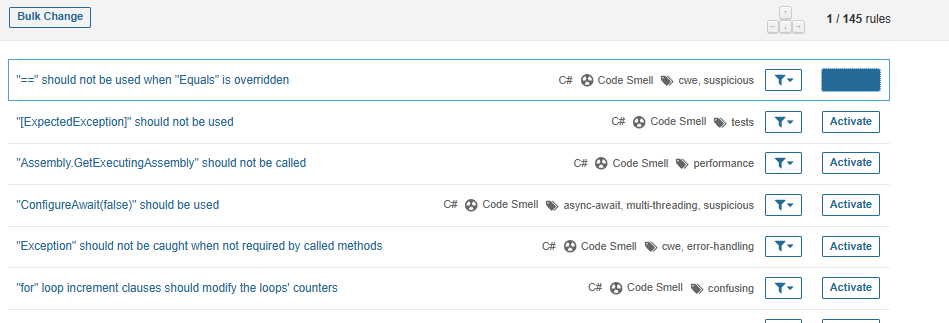 Bulk Change
1 / 145 rules
"==" should not be used when "Equals" is overridden C# Code Smell cwe, suspicious
"[ExpectedException]" should not be used C# Code Smell tests Activate
"Assembly.GetExecutingAssembly" should not be called C# Code Smell performance Activate
"ConfigureAwait(false)" should be used C# Code Smell async-await, multi-threading, suspicious Activate
"Exception" should not be caught when not required by called methods C# Code Smell cwe, error-handling Activate
"for" loop increment clauses should modify the loops' counters C# Code Smell confusing Activate